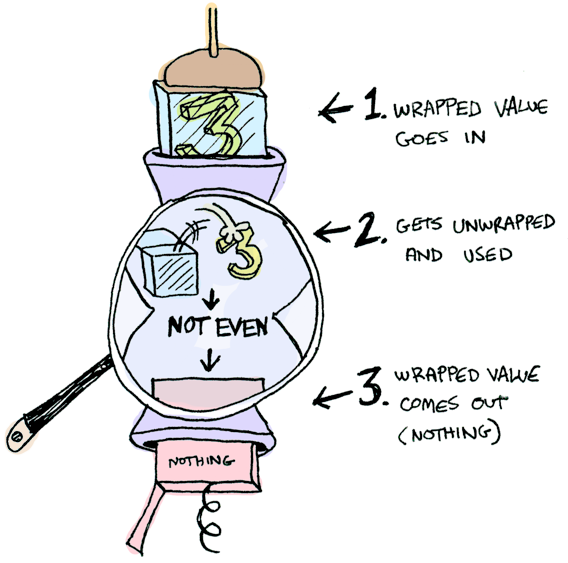 3
← 1. WRAPPED VALUE
GOES IN
3
← 2. GETS UNWRAPPED
AND USED
↓
NOT EVEN
↓
← 3. WRAPPED VALUE
COMES OUT
(NOTHING)
NOTHING